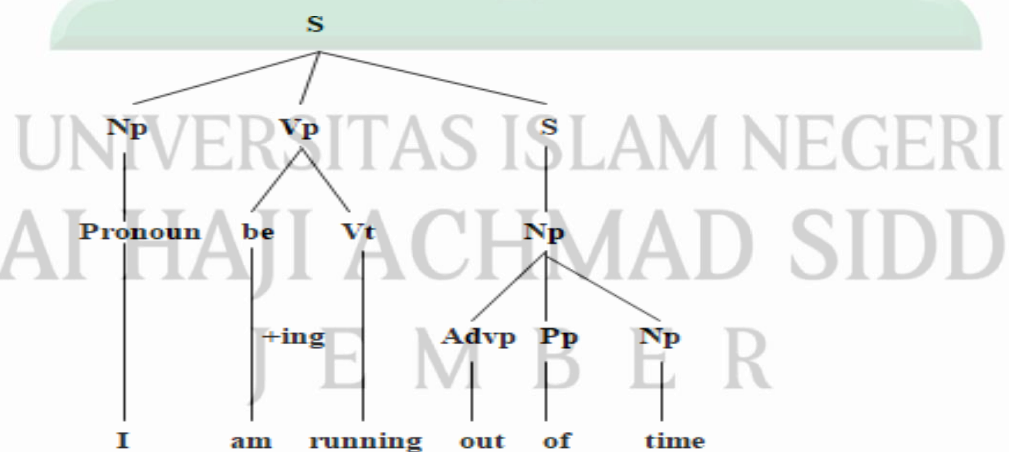 S
Np Vp S
UNIVERSITAS ISLAM NEGERI
Pronoun be Vt Np
AI HAJI ACHMAD SIDD
+ing Advp Pp Np
JEMBER
I am running out of time